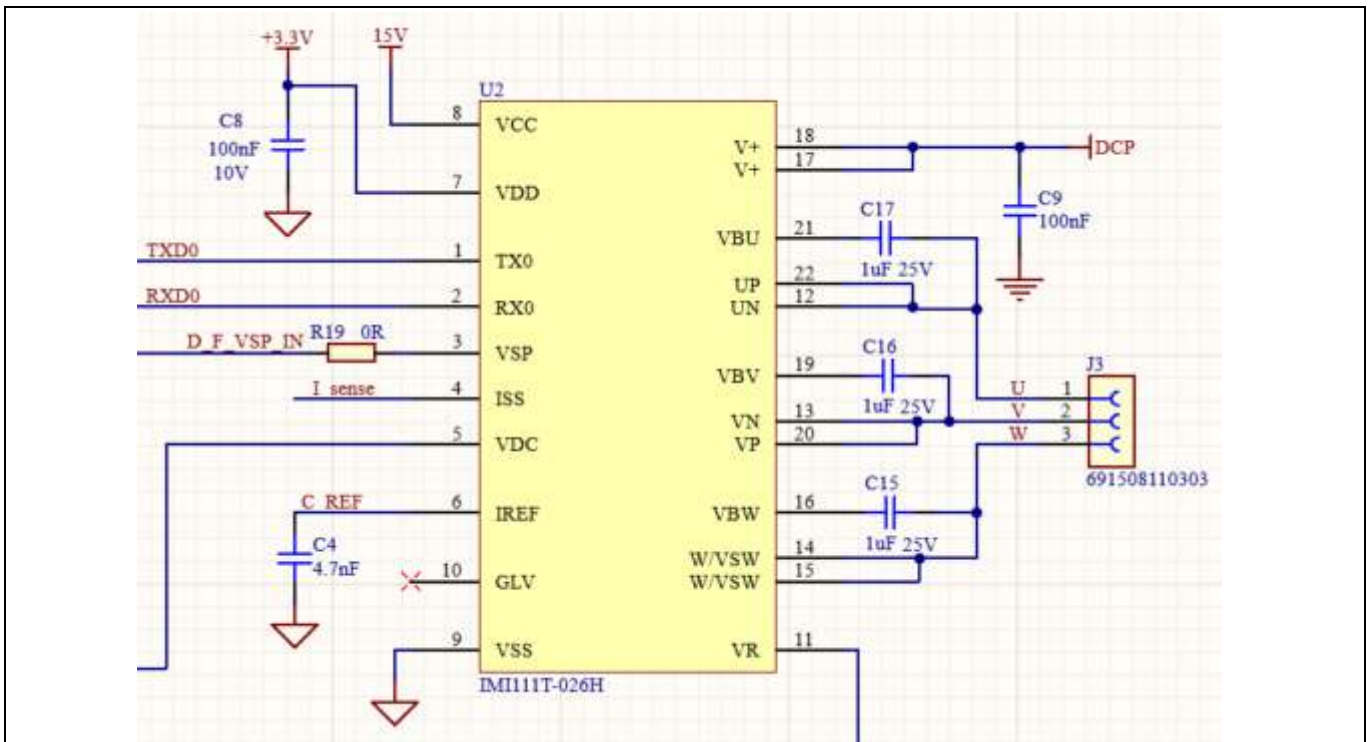 +3.3V
15V
U2
C8
100nF
10V
8
VCC
7
VDD
TXD0
1
TX0
RXD0
2
RX0
D_F_VSP_IN
R19 0R
3
VSP
I_sense
4
ISS
5
VDC
C_REF
6
IREF
C4
4.7nF
10
GLV
9
VSS
IMI111T-026H
V+
18
V+
17
DCP
C9
100nF
VBU
21
C17
1uF 25V
UP
22
UN
12
VBV
19
C16
1uF 25V
VN
13
VP
20
VBW
16
C15
1uF 25V
W/VSW
14
W/VSW
15
VR
11
J3
U
1
V
2
W
3
691508110303